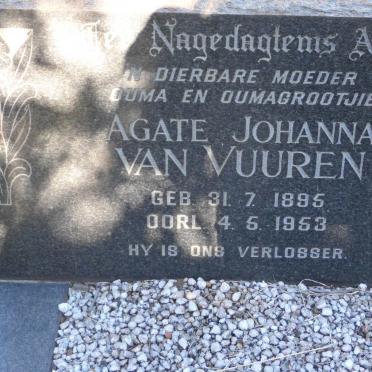 Ter Nagedagtenis A
N DIERBARE MOEDER
OUMA EN OUMAGROOTJIE
AGATE JOHANNA
VAN VUUREN
GEB. 31. 7. 1895
OORL. 4. 5. 1953
HY IS ONS VERLOSSER.